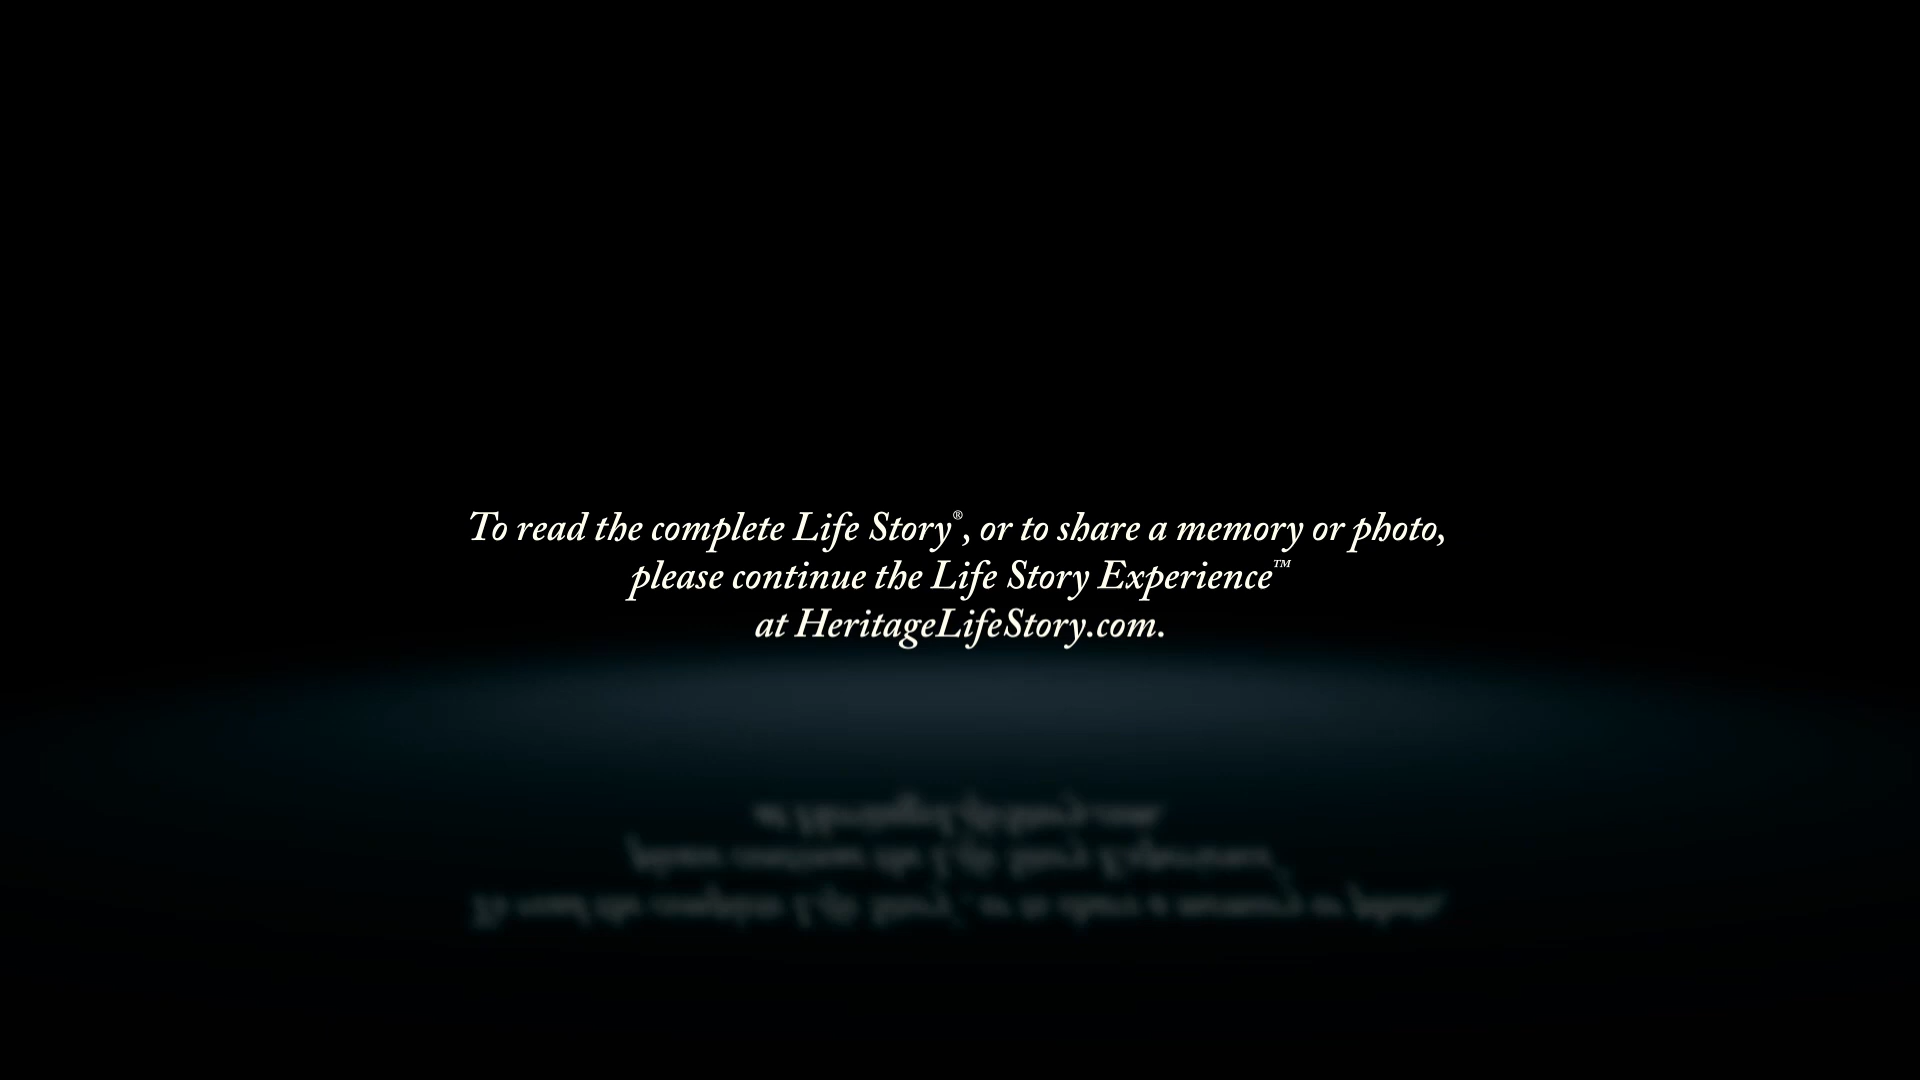 To read the complete Life Story®, or to share a memory or photo,
please continue the Life Story Experience™
at HeritageLifeStory.com.